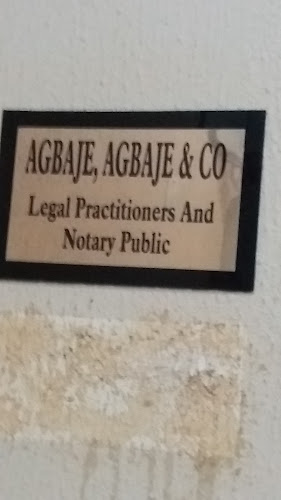 AGBAJE, AGBAJE & CO
Legal Practitioners And
Notary Public